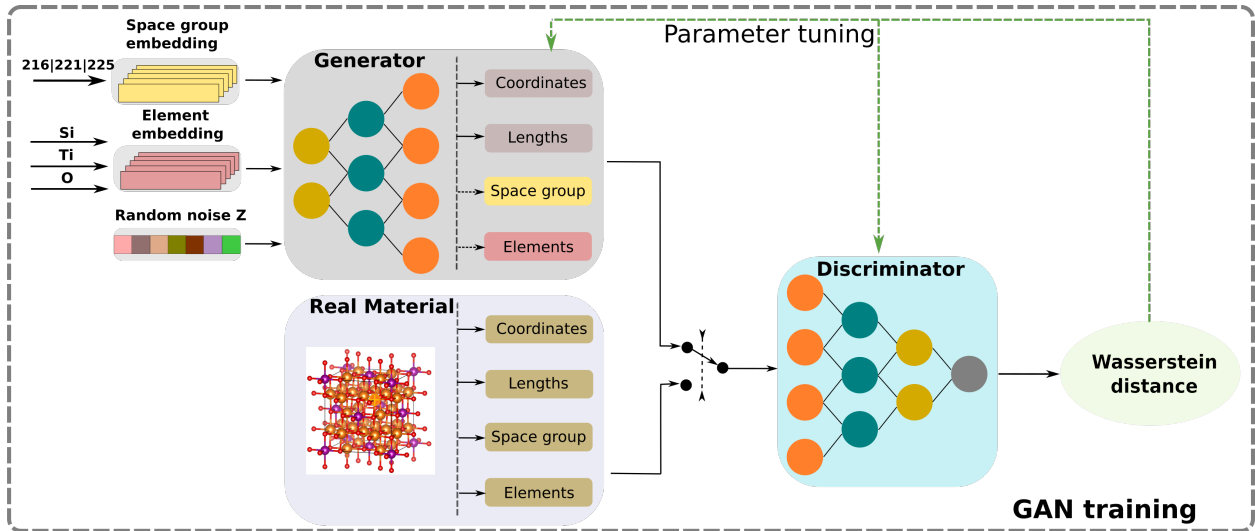 Space group
embedding
216|221|225
Element
embedding
Si
Ti
O
Random noise Z
Generator
Coordinates
Lengths
Space group
Elements
Parameter tuning
Real Material
Coordinates
Lengths
Space group
Elements
Discriminator
Wasserstein
distance
GAN training